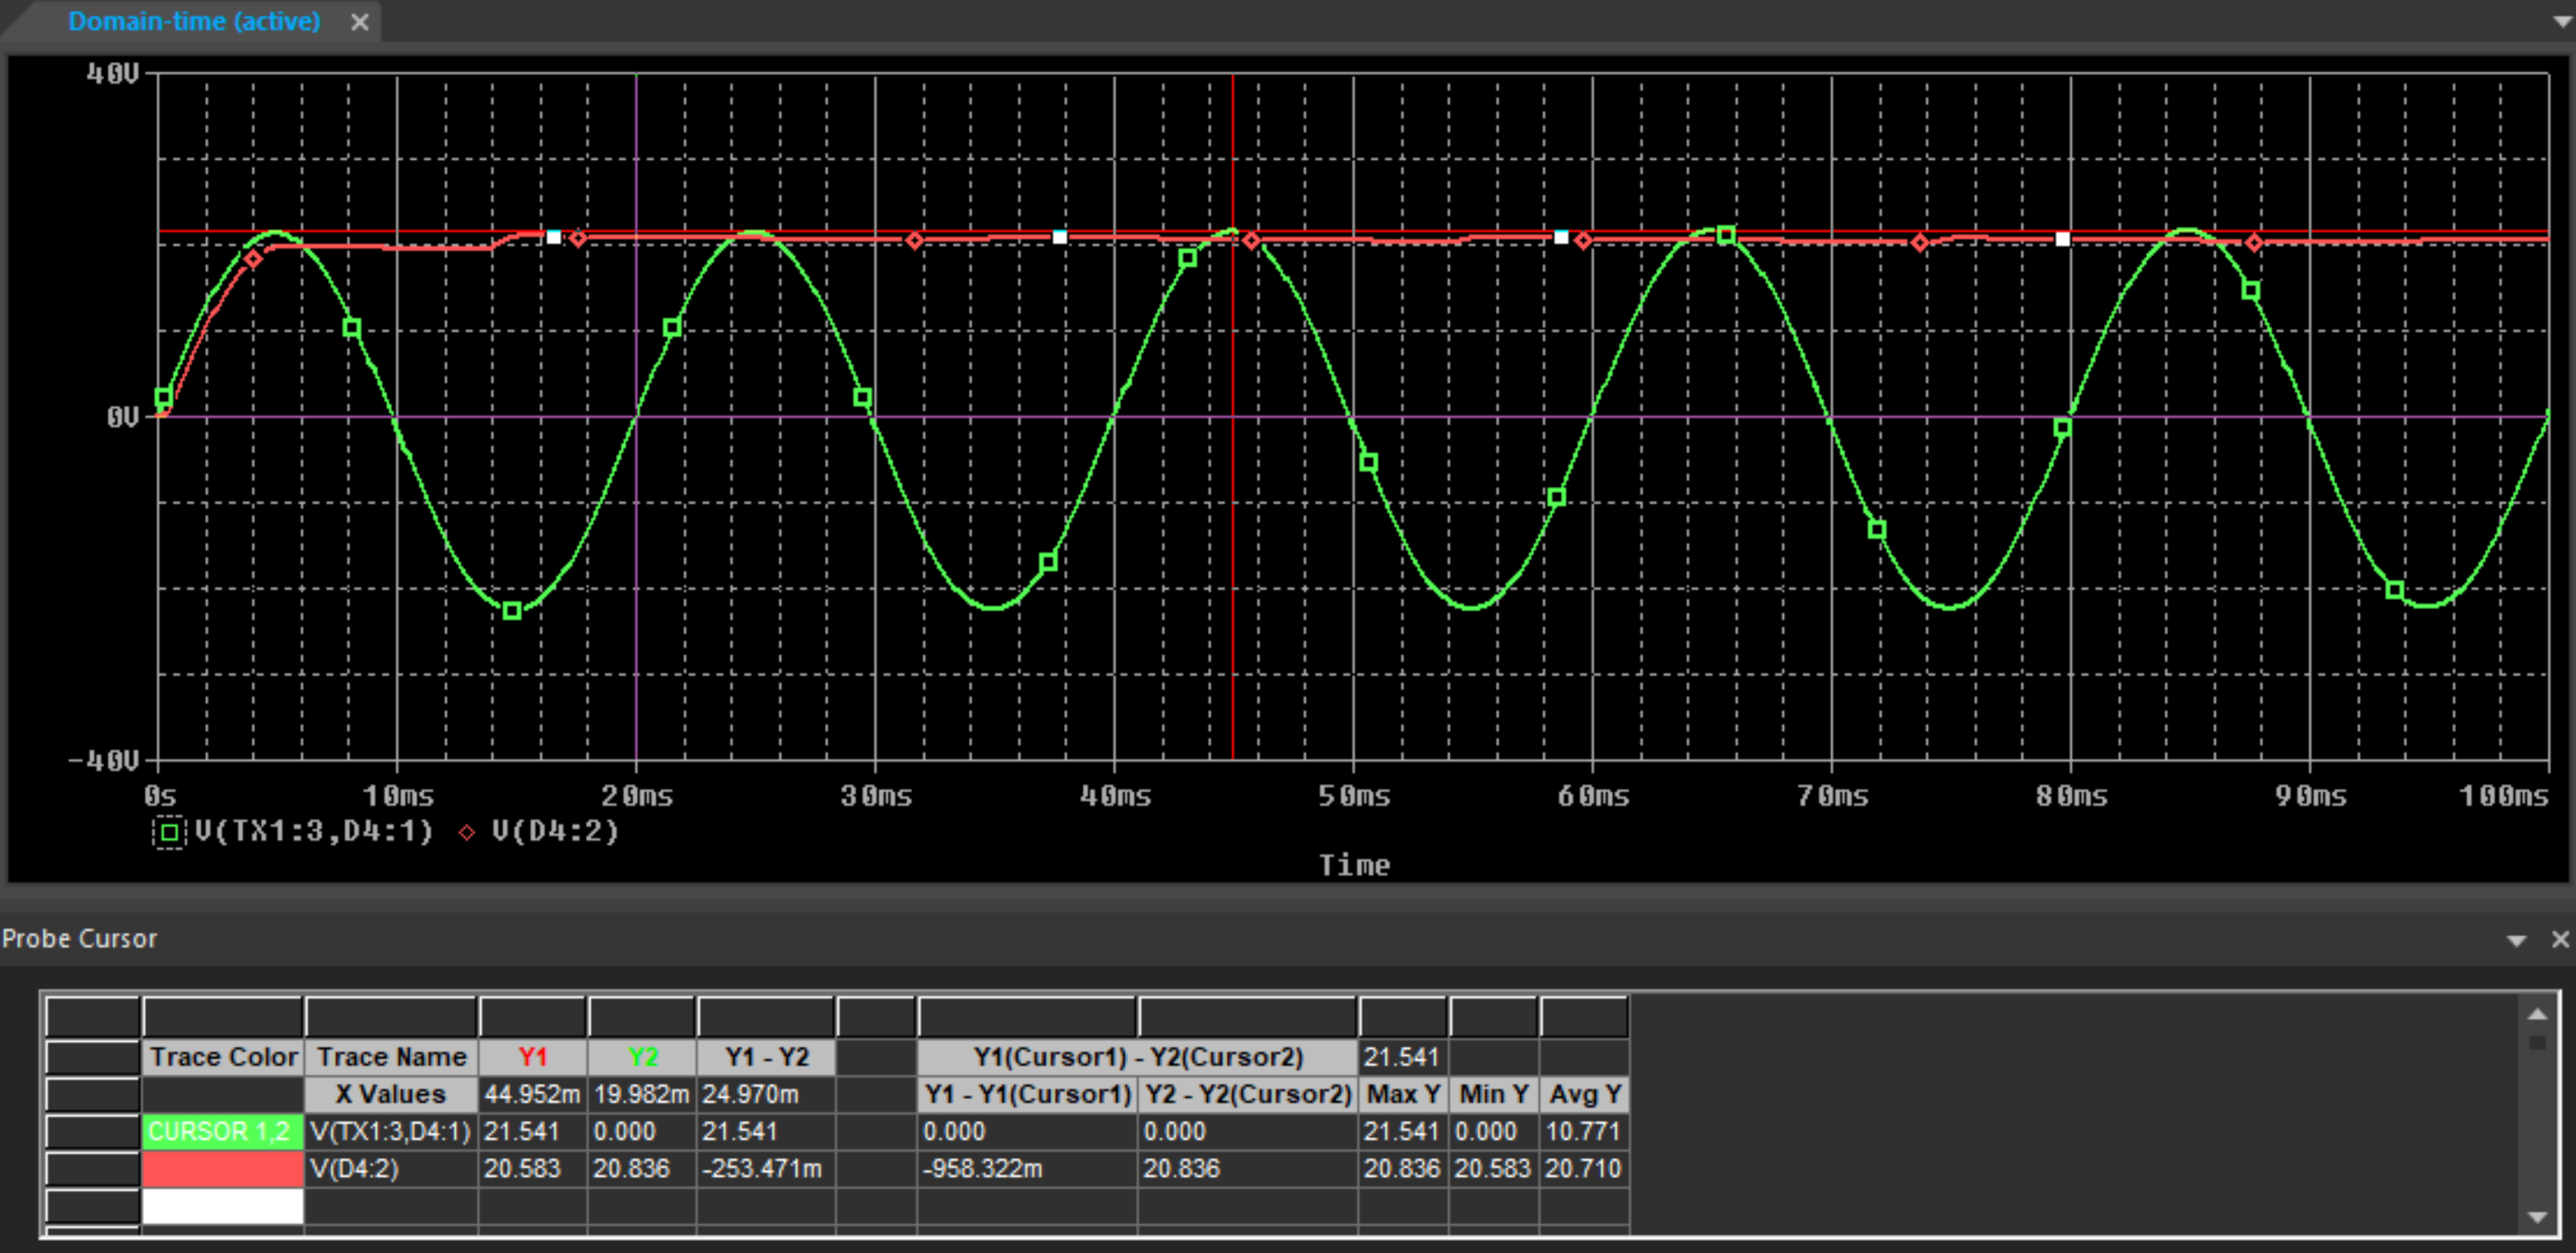 Domain-time (active)
40V
0V
-40V
0s 10ms 20ms 30ms 40ms 50ms 60ms 70ms 80ms 90ms 100ms
V(TX1:3,D4:1) V(D4:2)
Time
Probe Cursor
Trace Color Trace Name Y1 Y2 Y1 - Y2 Y1(Cursor1) - Y2(Cursor2) 21.541
X Values 44.952m 19.982m 24.970m Y1 - Y1(Cursor1) Y2 - Y2(Cursor2) Max Y Min Y Avg Y
CURSOR 1,2 V(TX1:3,D4:1) 21.541 0.000 21.541 0.000 0.000 21.541 0.000 10.771
V(D4:2) 20.583 20.836 -253.471m -958.322m 20.836 20.836 20.583 20.710